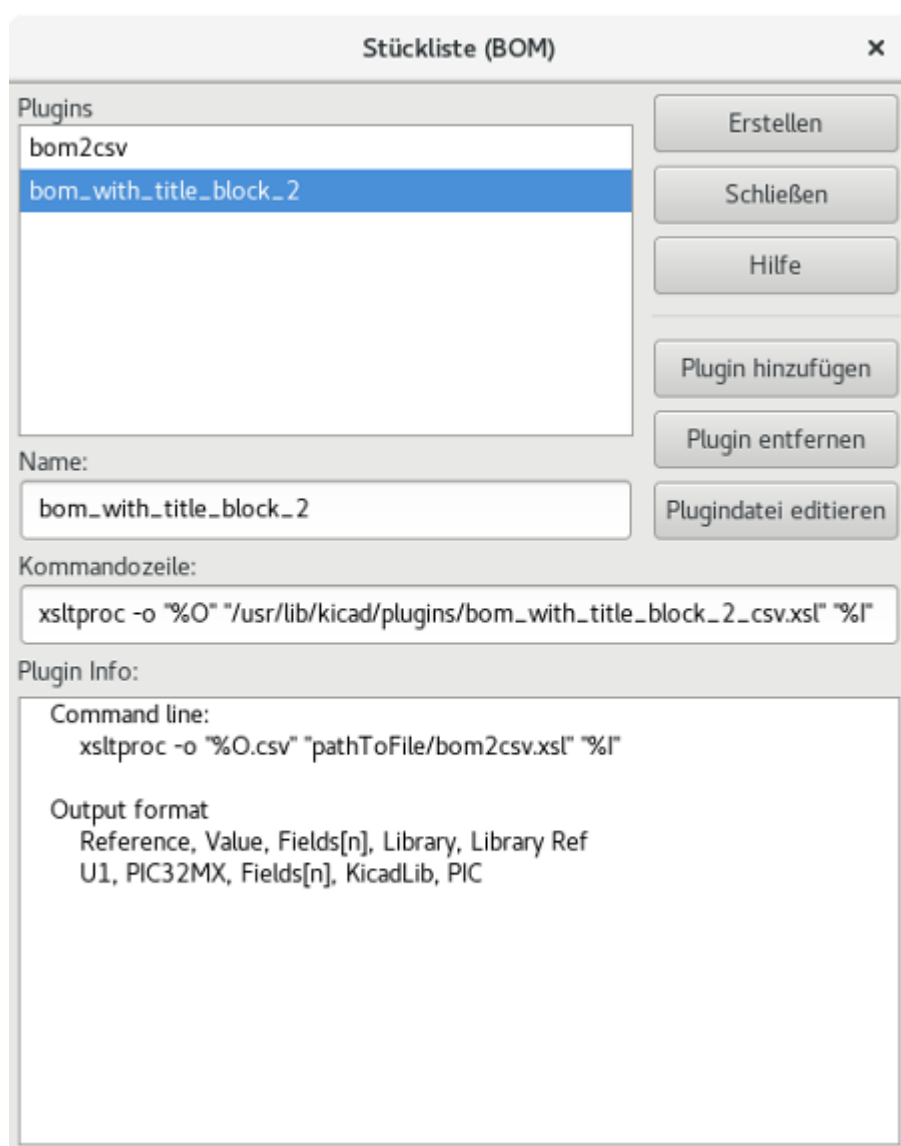 Stückliste (BOM) ×
Plugins
bom2csv
bom_with_title_block_2
Erstellen
Schließen
Hilfe
Plugin hinzufügen
Plugin entfernen
Plugindatei editieren
Name:
bom_with_title_block_2
Kommandozeile:
xsltproc -o "%O" "/usr/lib/kicad/plugins/bom_with_title_block_2_csv.xsl" "%I"
Plugin Info:
Command line:
xsltproc -o "%O.csv" "pathToFile/bom2csv.xsl" "%I"
Output format
Reference, Value, Fields[n], Library, Library Ref
U1, PIC32MX, Fields[n], KicadLib, PIC